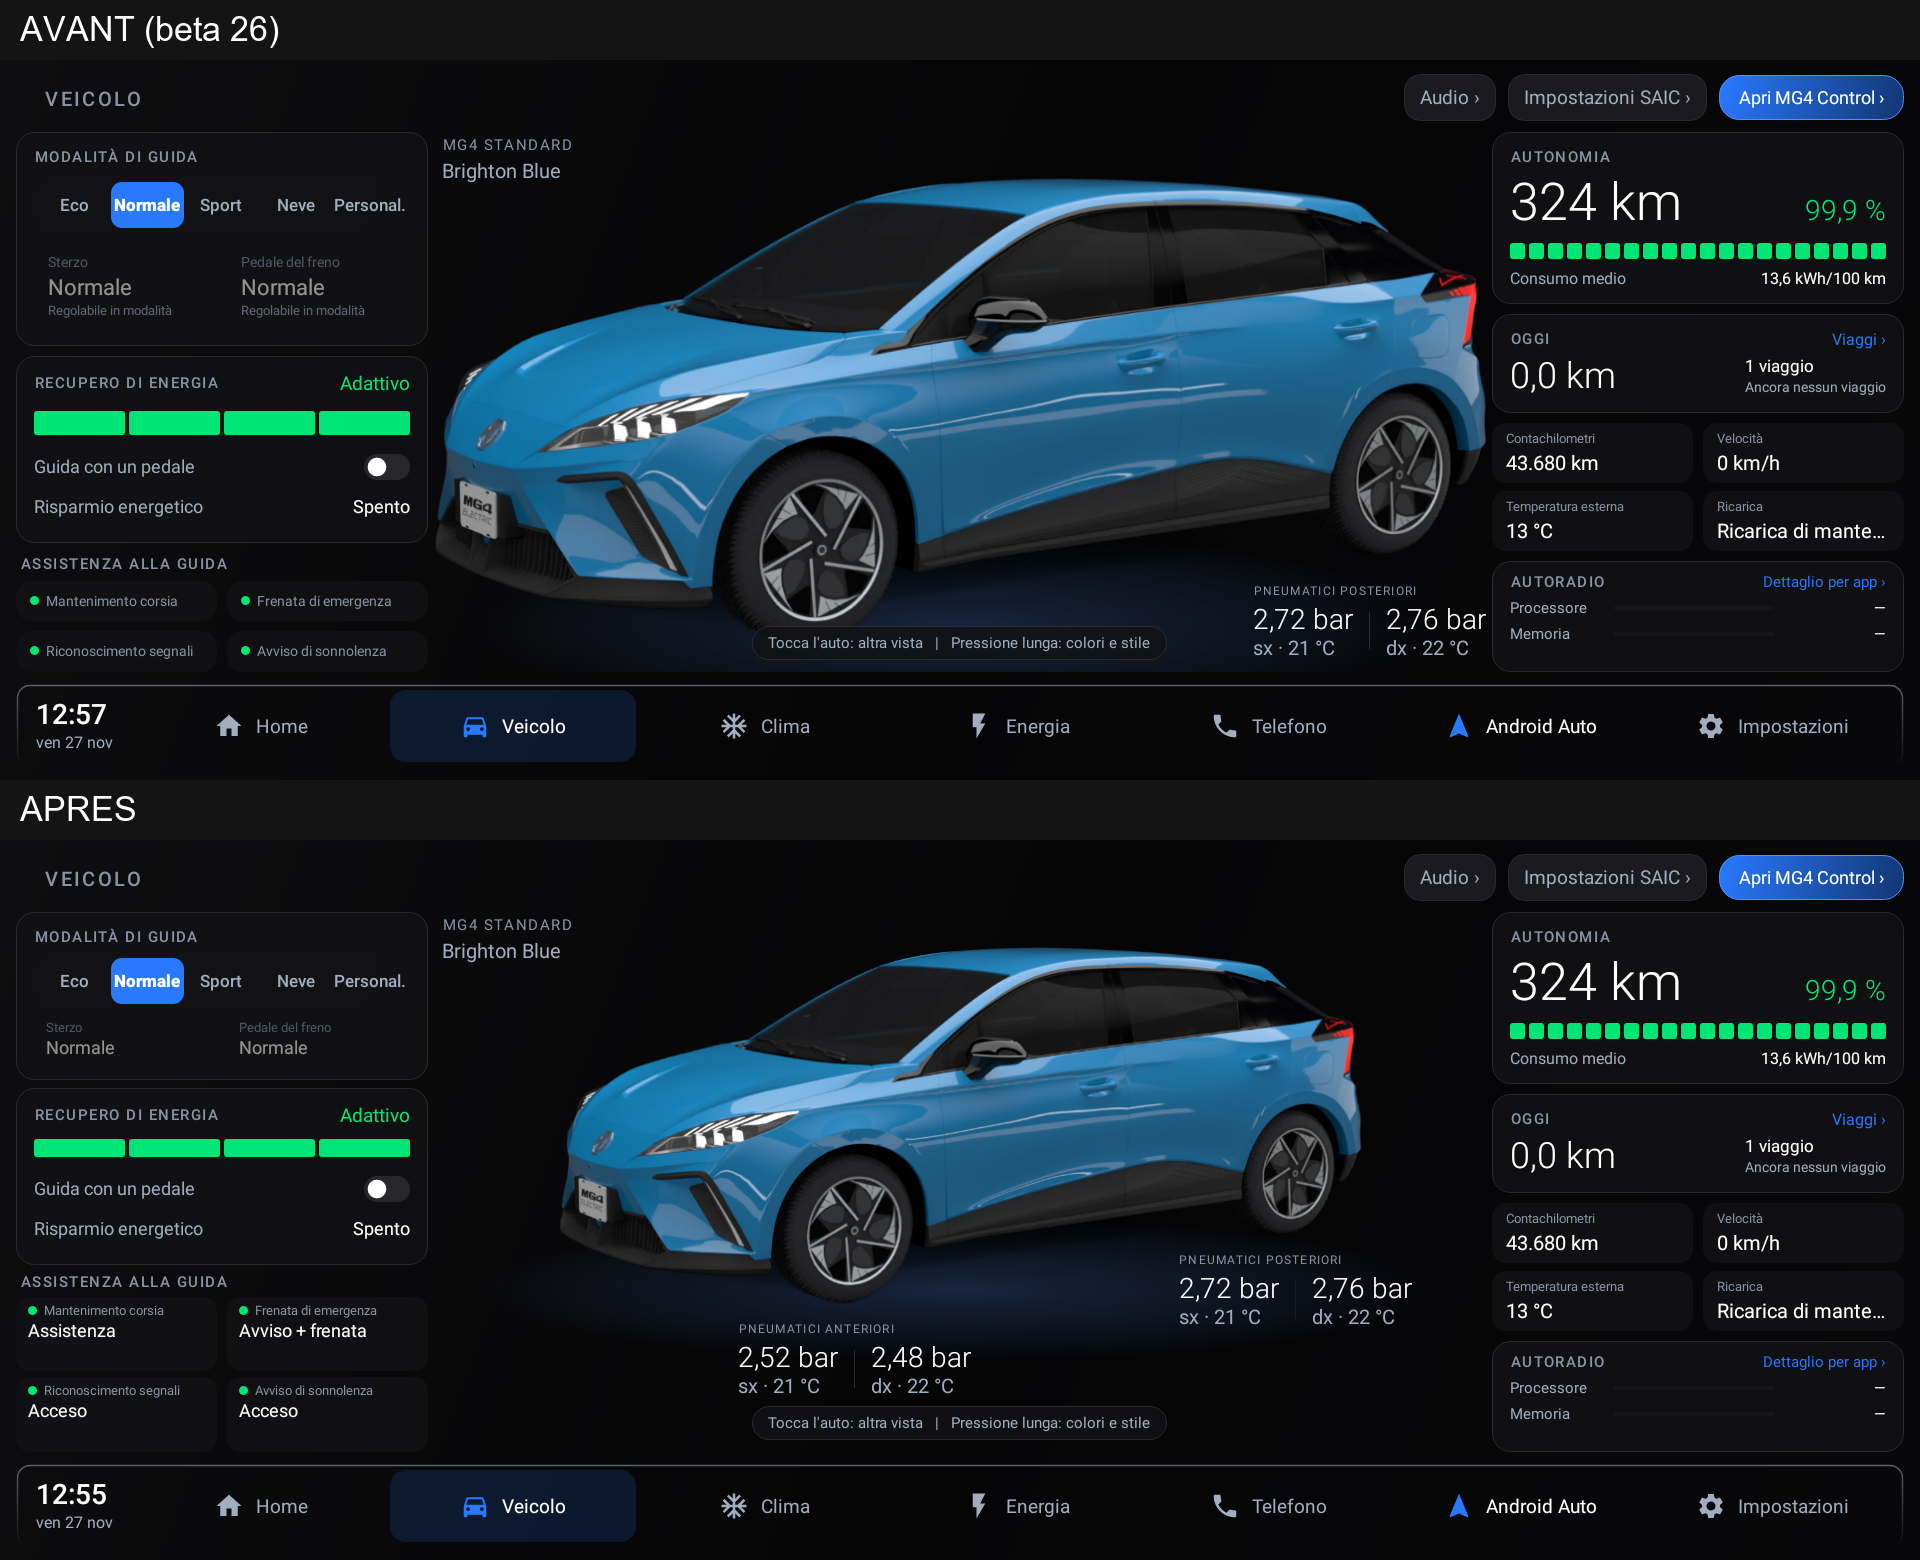 AVANT (beta 26)
VEICOLO
Audio ›
Impostazioni SAIC ›
Apri MG4 Control ›
MODALITÀ DI GUIDA
Eco
Normale
Sport
Neve
Personal.
Sterzo
Normale
Regolabile in modalità
Pedale del freno
Normale
Regolabile in modalità
RECUPERO DI ENERGIA
Adattivo
Guida con un pedale
Risparmio energetico
Spento
ASSISTENZA ALLA GUIDA
Mantenimento corsia
Frenata di emergenza
Riconoscimento segnali
Avviso di sonnolenza
MG4 STANDARD
Brighton Blue
MG4
ELECTRIC
PNEUMATICI POSTERIORI
2,72 bar
sx · 21 °C
2,76 bar
dx · 22 °C
Tocca l'auto: altra vista | Pressione lunga: colori e stile
AUTONOMIA
324 km
99,9 %
Consumo medio
13,6 kWh/100 km
OGGI
Viaggi ›
0,0 km
1 viaggio
Ancora nessun viaggio
Contachilometri
43.680 km
Velocità
0 km/h
Temperatura esterna
13 °C
Ricarica
Ricarica di mante...
AUTORADIO
Dettaglio per app ›
Processore
–
Memoria
–
12:57
ven 27 nov
Home
Veicolo
Clima
Energia
Telefono
Android Auto
Impostazioni
APRES
VEICOLO
Audio ›
Impostazioni SAIC ›
Apri MG4 Control ›
MODALITÀ DI GUIDA
Eco
Normale
Sport
Neve
Personal.
Sterzo
Normale
Pedale del freno
Normale
RECUPERO DI ENERGIA
Adattivo
Guida con un pedale
Risparmio energetico
Spento
ASSISTENZA ALLA GUIDA
Mantenimento corsia
Assistenza
Frenata di emergenza
Avviso + frenata
Riconoscimento segnali
Acceso
Avviso di sonnolenza
Acceso
MG4 STANDARD
Brighton Blue
MG4
ELECTRIC
PNEUMATICI POSTERIORI
2,72 bar
sx · 21 °C
2,76 bar
dx · 22 °C
PNEUMATICI ANTERIORI
2,52 bar
sx · 21 °C
2,48 bar
dx · 22 °C
Tocca l'auto: altra vista | Pressione lunga: colori e stile
AUTONOMIA
324 km
99,9 %
Consumo medio
13,6 kWh/100 km
OGGI
Viaggi ›
0,0 km
1 viaggio
Ancora nessun viaggio
Contachilometri
43.680 km
Velocità
0 km/h
Temperatura esterna
13 °C
Ricarica
Ricarica di mante...
AUTORADIO
Dettaglio per app ›
Processore
–
Memoria
–
12:55
ven 27 nov
Home
Veicolo
Clima
Energia
Telefono
Android Auto
Impostazioni